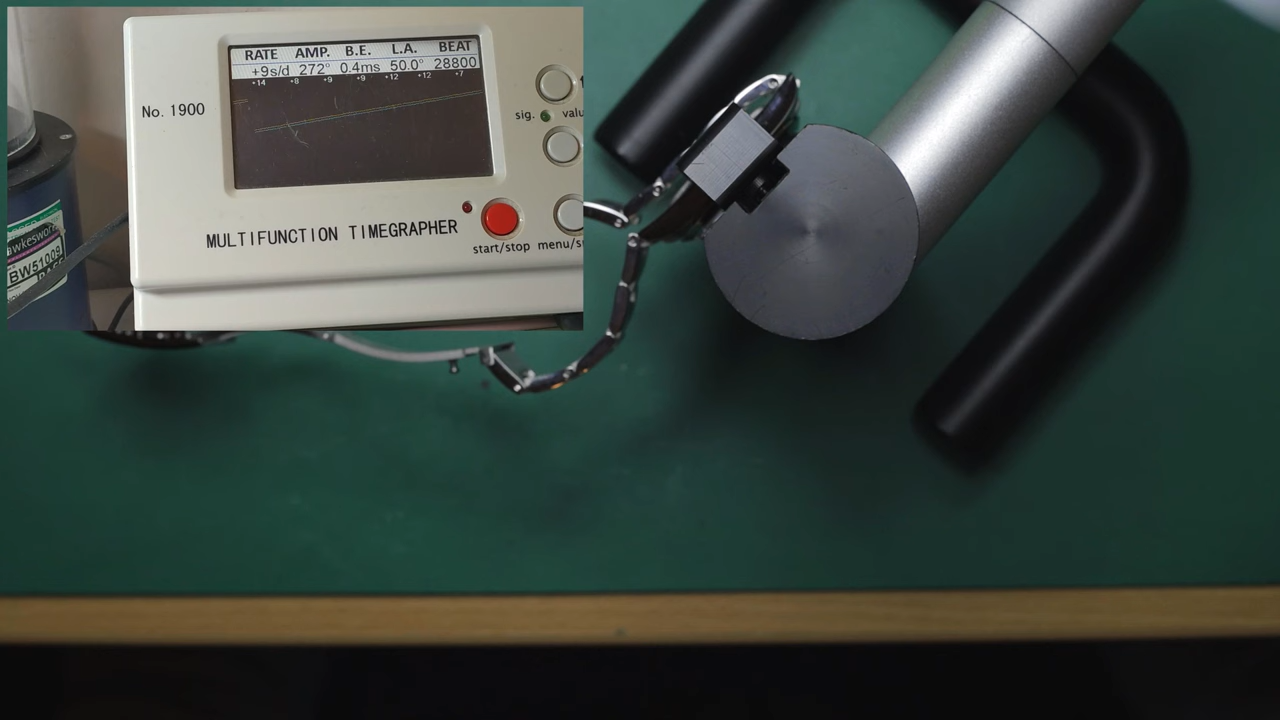 RATE AMP. B.E. L.A. BEAT
+9s/d 272° 0.4ms 50.0° 28800
+14 +8 +9 +9 +12 +12 +7
No. 1900
sig.
MULTIFUNCTION TIMEGRAPHER
start/stop
BW51009